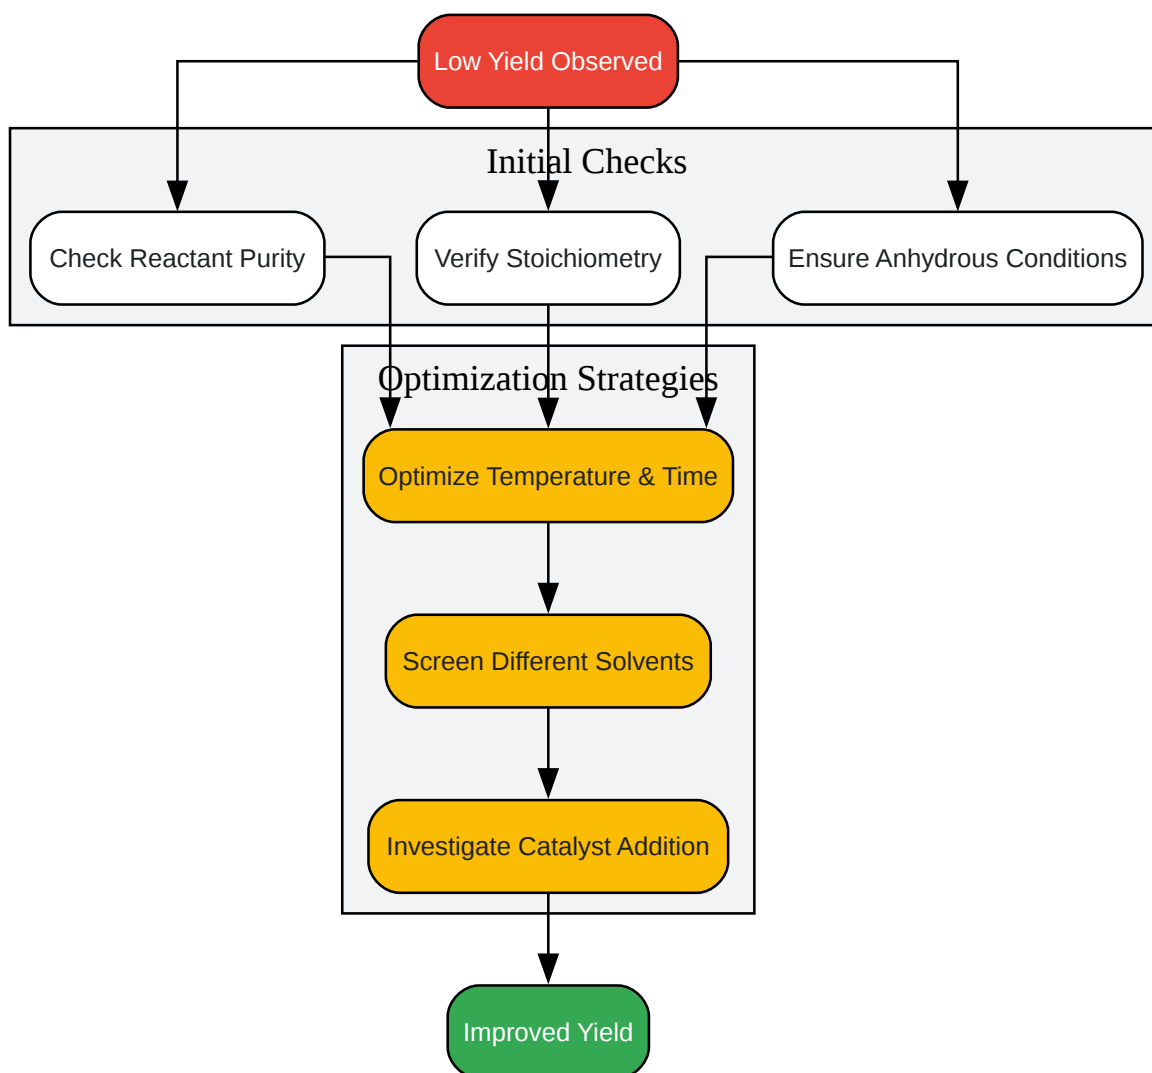 Low Yield Observed
Initial Checks
Check Reactant Purity
Verify Stoichiometry
Ensure Anhydrous Conditions
Optimization Strategies
Optimize Temperature & Time
Screen Different Solvents
Investigate Catalyst Addition
Improved Yield